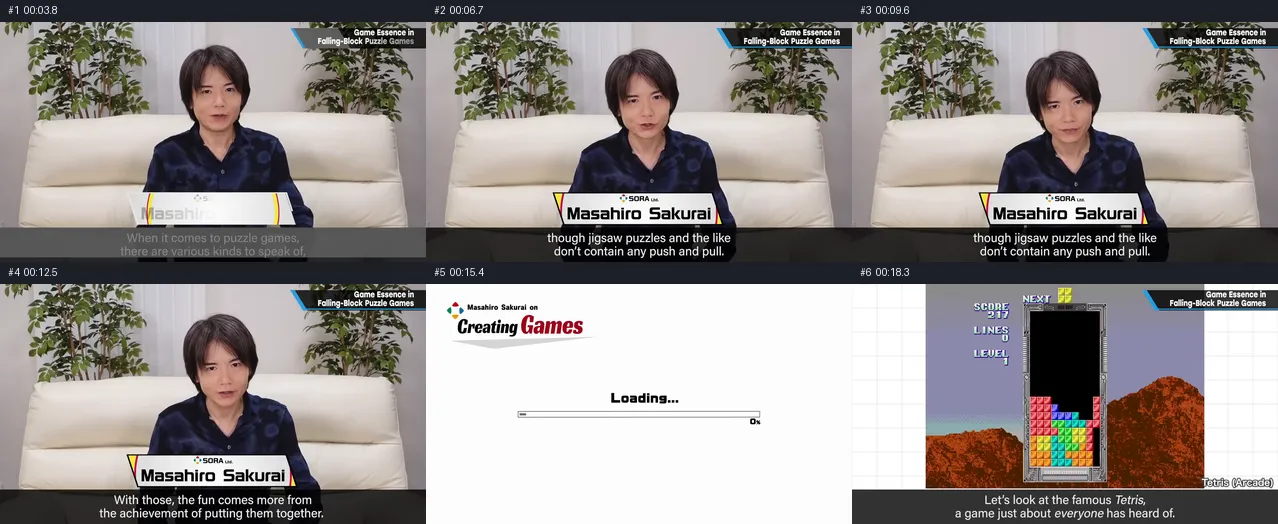 #1 00:03.8
Game Essence in
Falling-Block Puzzle Games
SORA
Masahir
When it comes to puzzle games,
there are various kinds to speak of,
#2 00:06.7
Game Essence in
Falling-Block Puzzle Games
SORA Ltd.
Masahiro Sakurai
though jigsaw puzzles and the like
don't contain any push and pull.
#3 00:09.6
Game Essence in
Falling-Block Puzzle Games
SORA Ltd.
Masahiro Sakurai
though jigsaw puzzles and the like
don't contain any push and pull.
#4 00:12.5
Game Essence in
Falling-Block Puzzle Games
SORA Ltd.
Masahiro Sakurai
With those, the fun comes more from
the achievement of putting them together.
#5 00:15.4
Masahiro Sakurai on
Creating Games
Loading...
0%
#6 00:18.3
Game Essence in
Falling-Block Puzzle Games
NEXT
SCORE
217
LINES
0
LEVEL
1
Tetris (Arcade)
Let's look at the famous Tetris,
a game just about everyone has heard of.